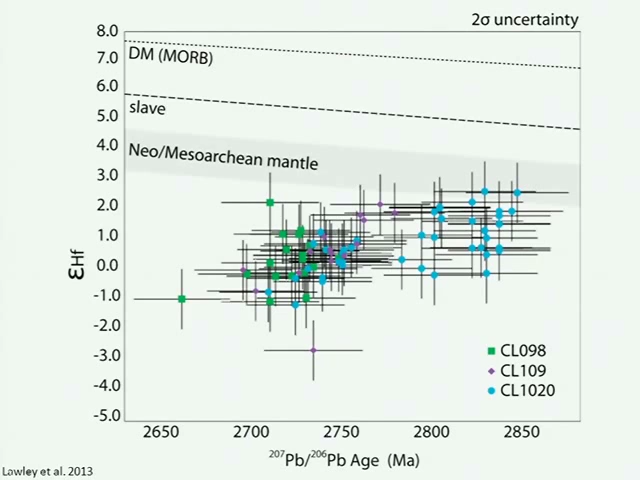 2σ uncertainty
8.0
7.0
6.0
5.0
4.0
3.0
2.0
1.0
0.0
-1.0
-2.0
-3.0
-4.0
-5.0
εHf
DM (MORB)
slave
Neo/Mesoarchean mantle
CL098
CL109
CL1020
2650 2700 2750 2800 2850
207Pb/206Pb Age (Ma)
Lawley et al. 2013